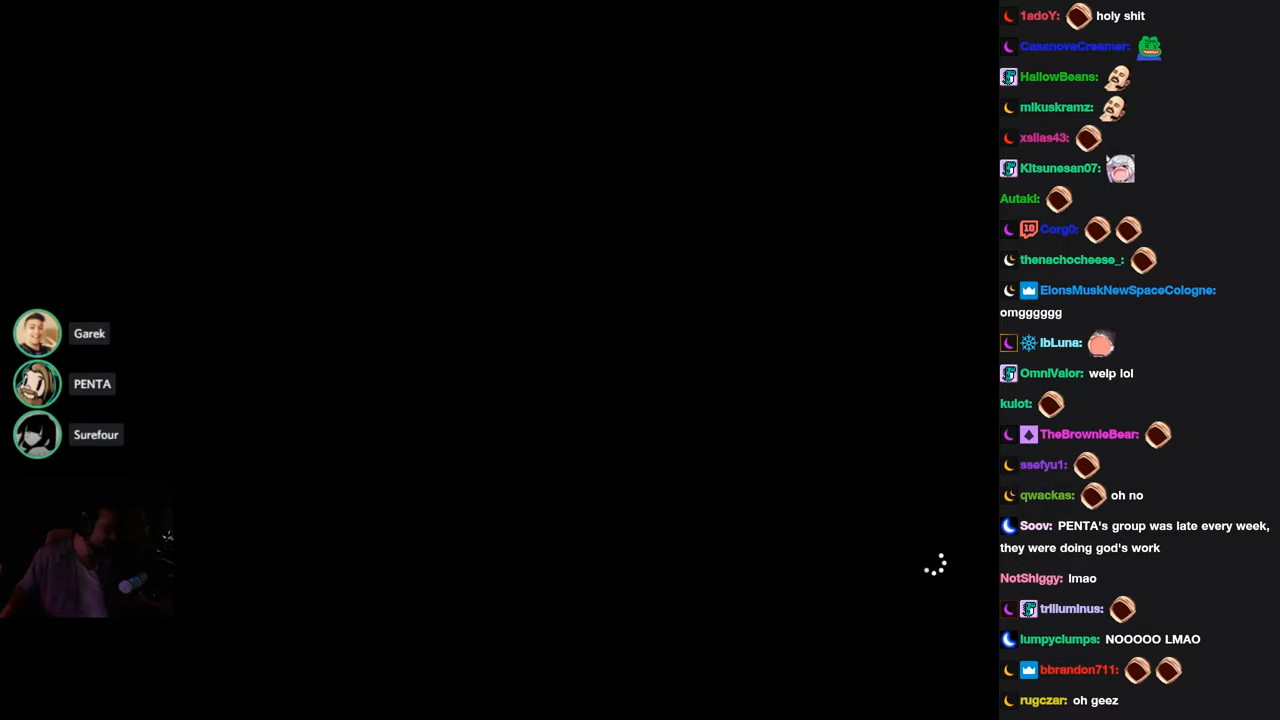 1adoY: holy shit
CasanovaCreamer:
HallowBeans:
mikuskramz:
xslias43:
Kitsunesan07:
Autaki:
18 Corg0:
thenachocheese_:
ElonsMuskNewSpaceCologne:
omgggggg
IbLuna:
OmniValor: welp lol
kulot:
TheBrownieBear:
ssefyu1:
qwackas: oh no
Soov: PENTA's group was late every week,
they were doing god's work
NotShiggy: lmao
trilluminus:
lumpyclumps: NOOOOO LMAO
bbrandon711:
rugczar: oh geez
Garek
PENTA
Surefour